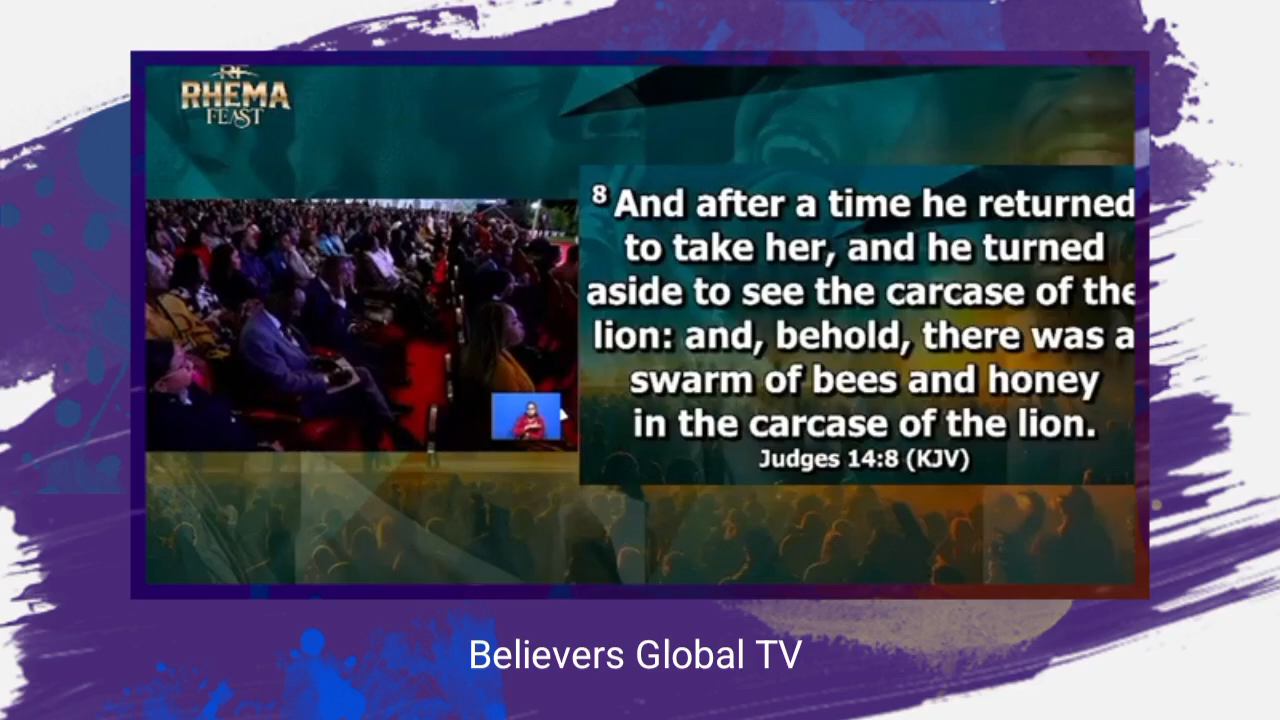 RF
RHEMA
FEAST
8 And after a time he returned
to take her, and he turned
aside to see the carcase of the
lion: and, behold, there was a
swarm of bees and honey
in the carcase of the lion.
Judges 14:8 (KJV)
Believers Global TV